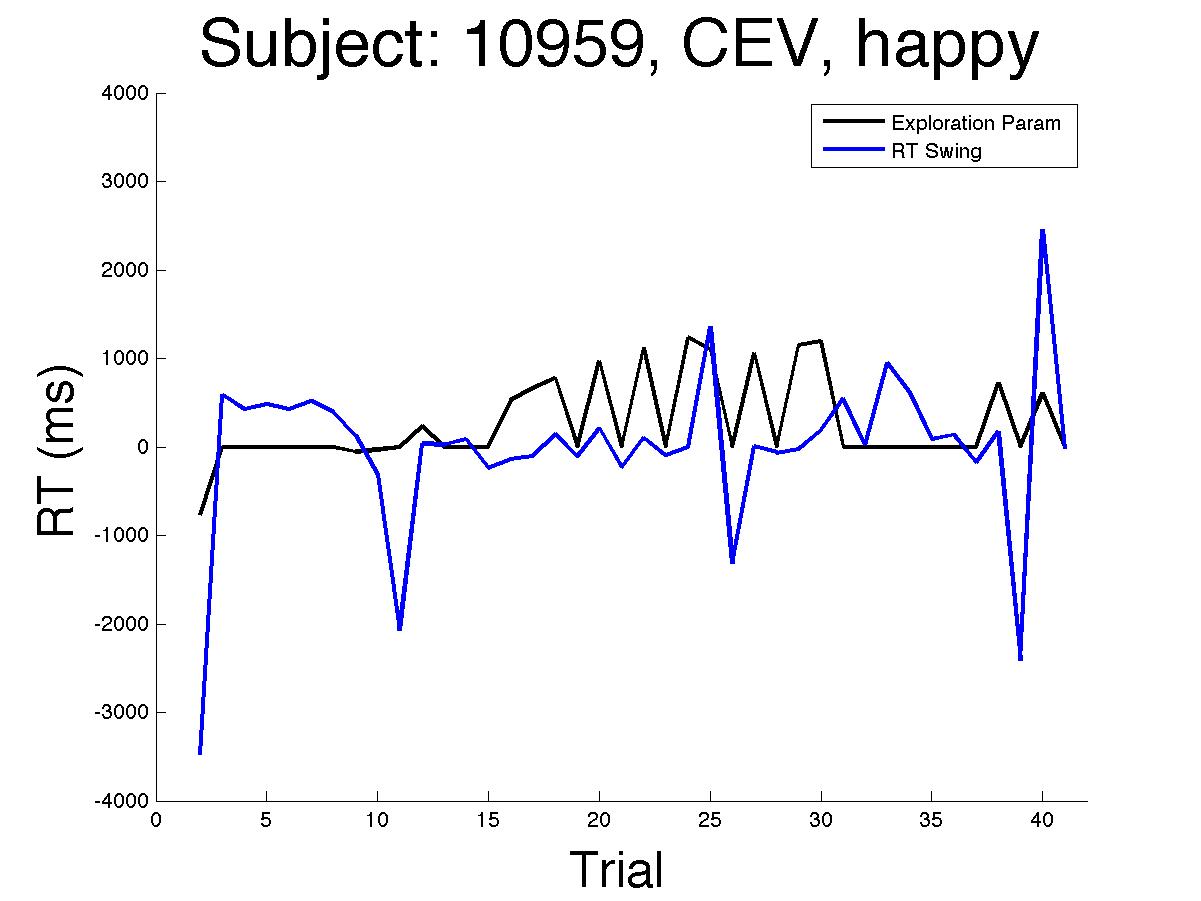 Subject: 10959, CEV, happy
Exploration Param
RT Swing
4000
3000
2000
1000
0
-1000
-2000
-3000
-4000
RT (ms)
0 5 10 15 20 25 30 35 40
Trial